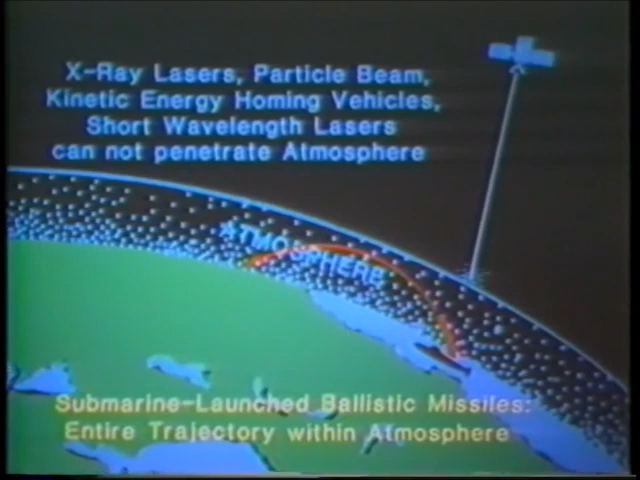 X-Ray Lasers, Particle Beam,
Kinetic Energy Homing Vehicles,
Short Wavelength Lasers
can not penetrate Atmosphere
ATMOSPHERE
Submarine-Launched Ballistic Missiles:
Entire Trajectory within Atmosphere